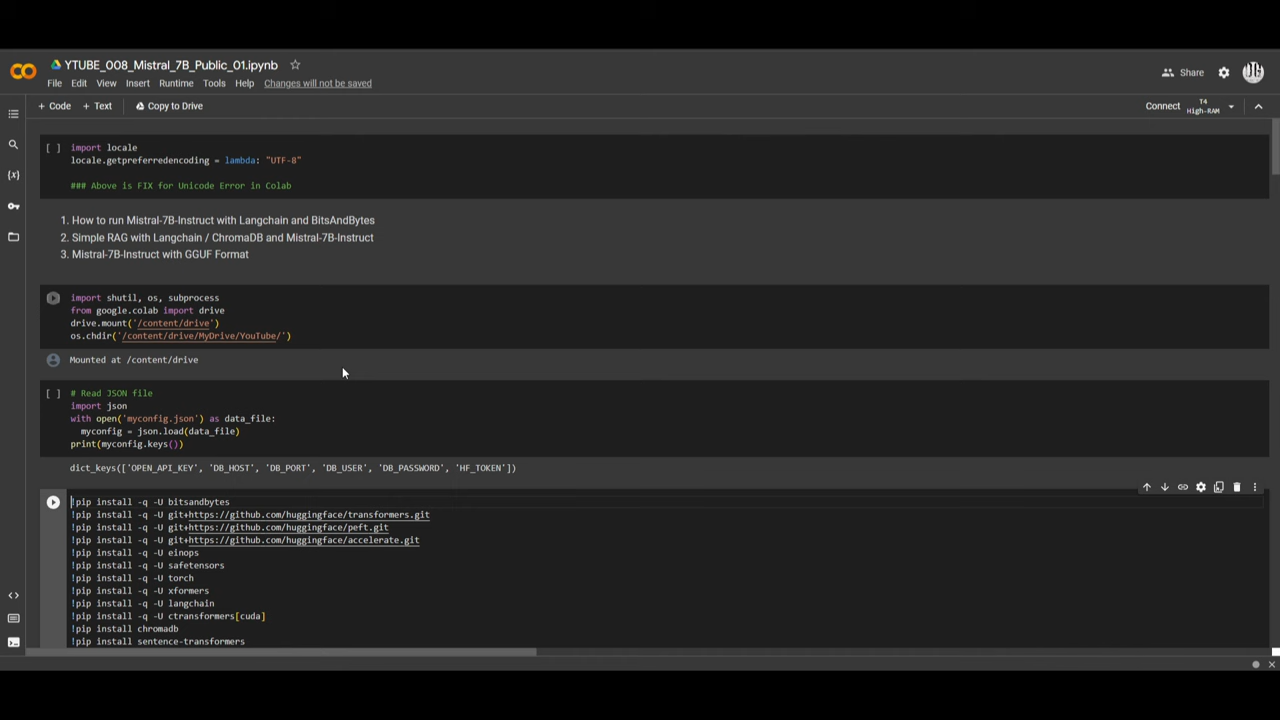 YTUBE_008_Mistral_7B_Public_01.ipynb
Share
File Edit View Insert Runtime Tools Help Changes will not be saved
+ Code + Text Copy to Drive
Connect T4 High-RAM
[ ] import locale
locale.getpreferredencoding = lambda: "UTF-8"
### Above is FIX for Unicode Error in Colab
1. How to run Mistral-7B-Instruct with Langchain and BitsAndBytes
2. Simple RAG with Langchain / ChromaDB and Mistral-7B-Instruct
3. Mistral-7B-Instruct with GGUF Format
import shutil, os, subprocess
from google.colab import drive
drive.mount('/content/drive')
os.chdir('/content/drive/MyDrive/YouTube/')
Mounted at /content/drive
[ ] # Read JSON file
import json
with open('myconfig.json') as data_file:
myconfig = json.load(data_file)
print(myconfig.keys())
dict_keys(['OPEN_API_KEY', 'DB_HOST', 'DB_PORT', 'DB_USER', 'DB_PASSWORD', 'HF_TOKEN'])
!pip install -q -U bitsandbytes
!pip install -q -U git+https://github.com/huggingface/transformers.git
!pip install -q -U git+https://github.com/huggingface/peft.git
!pip install -q -U git+https://github.com/huggingface/accelerate.git
!pip install -q -U einops
!pip install -q -U safetensors
!pip install -q -U torch
!pip install -q -U xformers
!pip install -q -U langchain
!pip install -q -U ctransformers[cuda]
!pip install chromadb
!pip install sentence-transformers